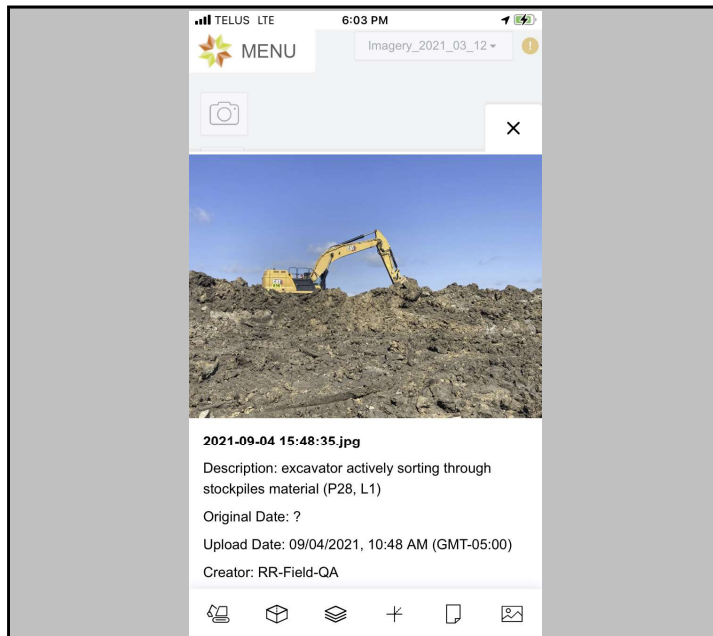 TELUS LTE 6:03 PM
MENU Imagery_2021_03_12
2021-09-04 15:48:35.jpg
Description: excavator actively sorting through
stockpiles material (P28, L1)
Original Date: ?
Upload Date: 09/04/2021, 10:48 AM (GMT-05:00)
Creator: RR-Field-QA